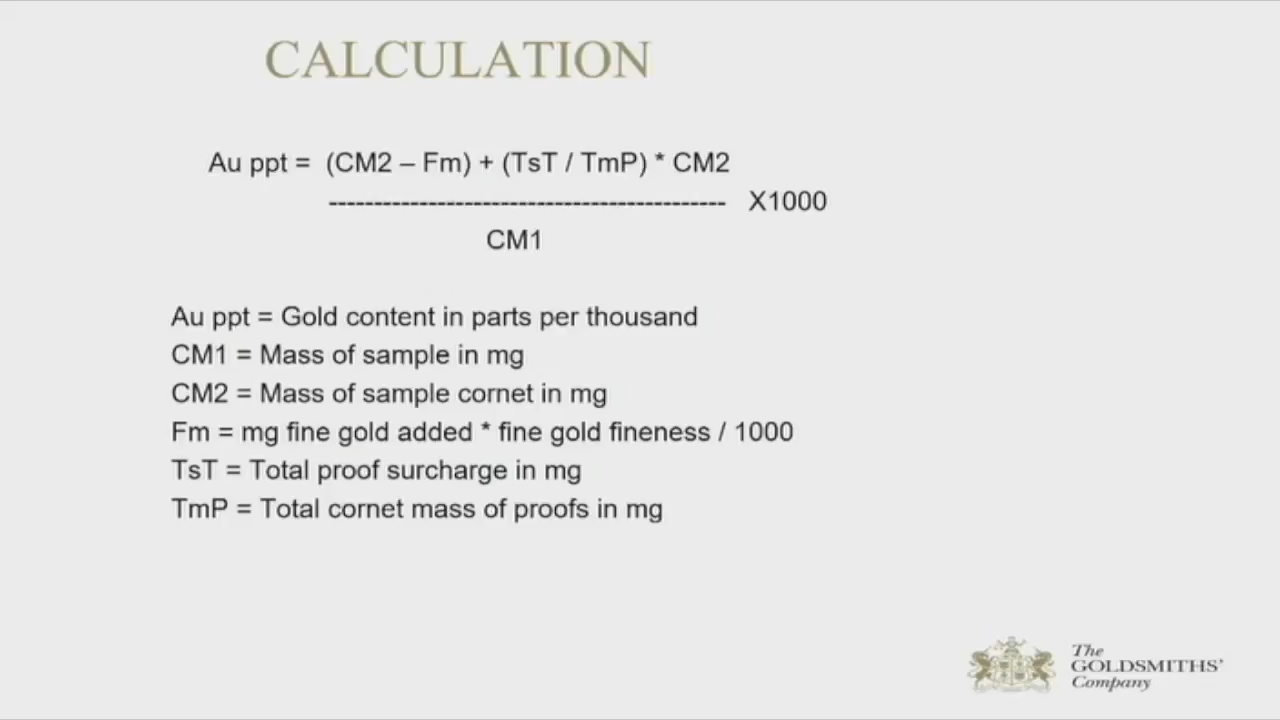 CALCULATION
Au ppt = (CM2 – Fm) + (TsT / TmP) * CM2
-------------------------------------------- X1000
CM1
Au ppt = Gold content in parts per thousand
CM1 = Mass of sample in mg
CM2 = Mass of sample cornet in mg
Fm = mg fine gold added * fine gold fineness / 1000
TsT = Total proof surcharge in mg
TmP = Total cornet mass of proofs in mg
The
GOLDSMITHS’
Company